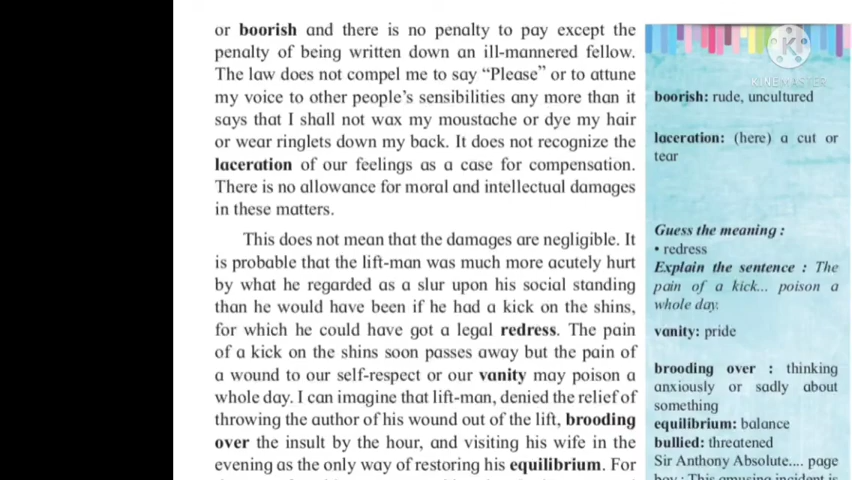 or boorish and there is no penalty to pay except the
penalty of being written down an ill-mannered fellow.
The law does not compel me to say “Please” or to attune
my voice to other people's sensibilities any more than it
says that I shall not wax my moustache or dye my hair
or wear ringlets down my back. It does not recognize the
laceration of our feelings as a case for compensation.
There is no allowance for moral and intellectual damages
in these matters.
This does not mean that the damages are negligible. It
is probable that the lift-man was much more acutely hurt
by what he regarded as a slur upon his social standing
than he would have been if he had a kick on the shins,
for which he could have got a legal redress. The pain
of a kick on the shins soon passes away but the pain of
a wound to our self-respect or our vanity may poison a
whole day. I can imagine that lift-man, denied the relief of
throwing the author of his wound out of the lift, brooding
over the insult by the hour, and visiting his wife in the
evening as the only way of restoring his equilibrium. For
KINEMASTER
boorish: rude, uncultured
laceration: (here) a cut or
tear
Guess the meaning :
• redress
Explain the sentence : The
pain of a kick... poison a
whole day.
vanity: pride
brooding over : thinking
anxiously or sadly about
something
equilibrium: balance
bullied: threatened
Sir Anthony Absolute.... page
boy : This amusing incident is